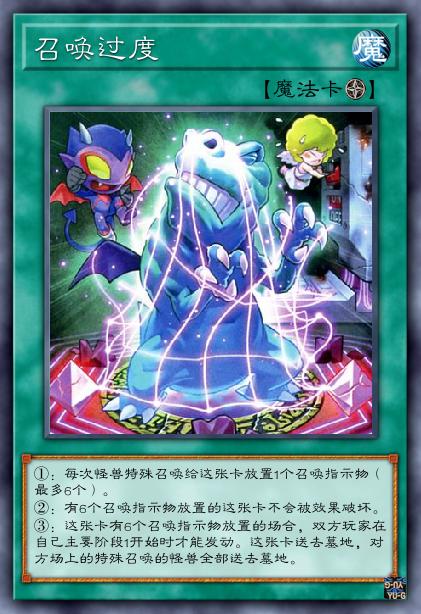 召唤过度
魔
【魔法卡】
①：每次怪兽特殊召唤给这张卡放置1个召唤指示物（
最多6个）。
②：有6个召唤指示物放置的这张卡不会被效果破坏。
③：这张卡有6个召唤指示物放置的场合，双方玩家在
自己主要阶段1开始时才能发动。这张卡送去墓地，对
方场上的特殊召唤的怪兽全部送去墓地。